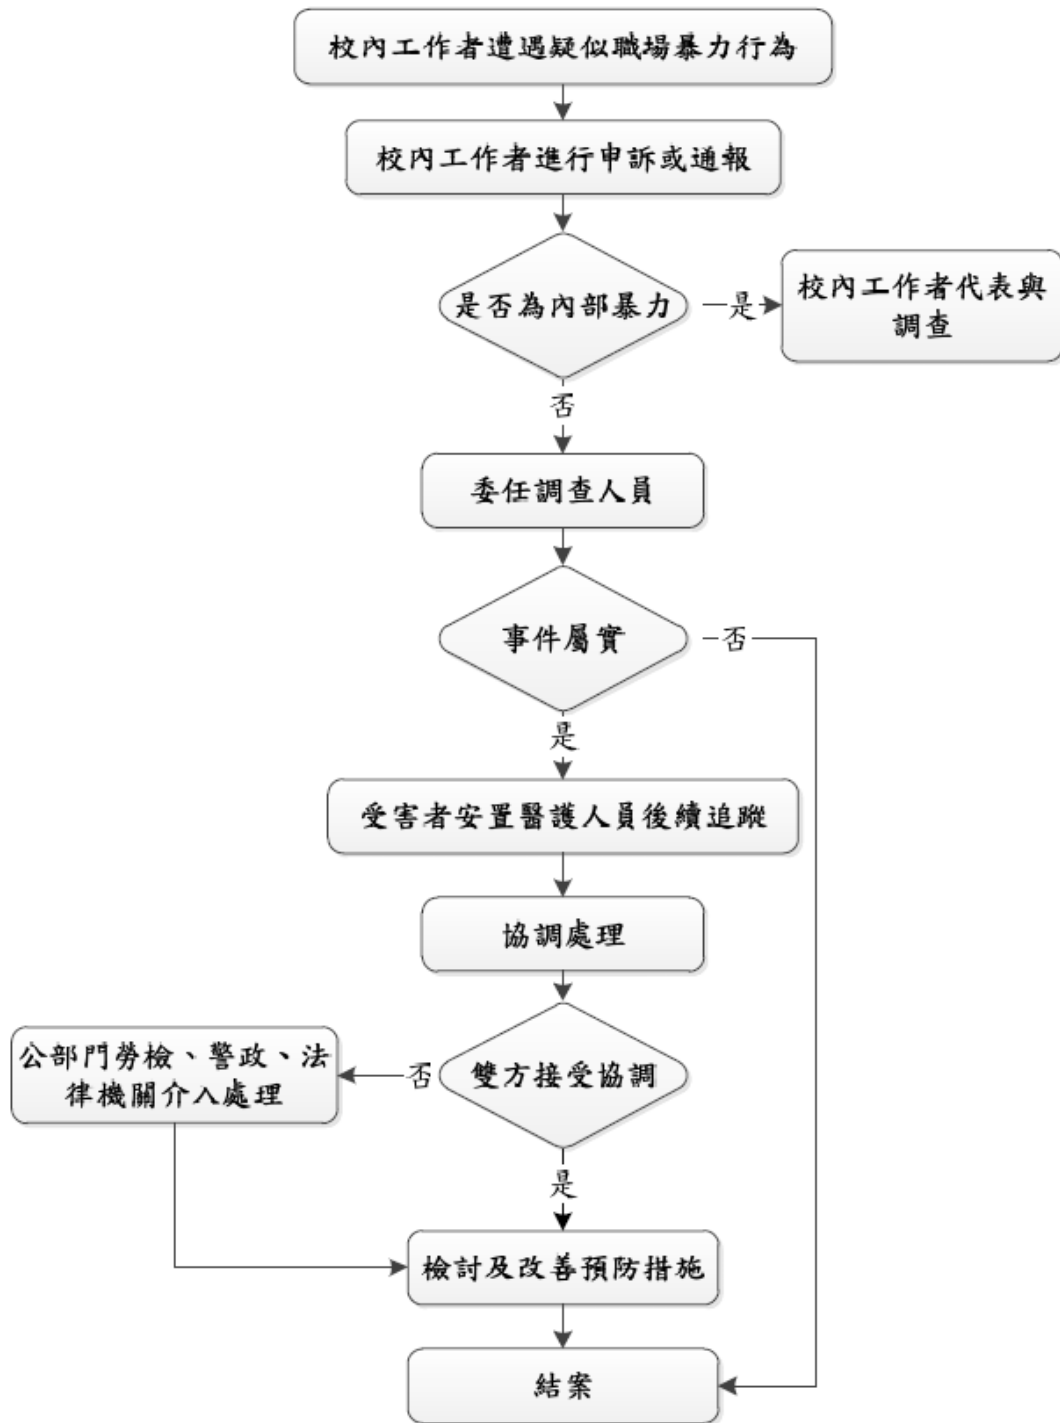 校內工作者遭遇疑似職場暴力行為
校內工作者進行申訴或通報
是否為內部暴力
是
校內工作者代表與
調查
否
委任調查人員
事件屬實
否
是
受害者安置醫護人員後續追蹤
協調處理
公部門勞檢、警政、法
律機關介入處理
否
雙方接受協調
是
檢討及改善預防措施
結案